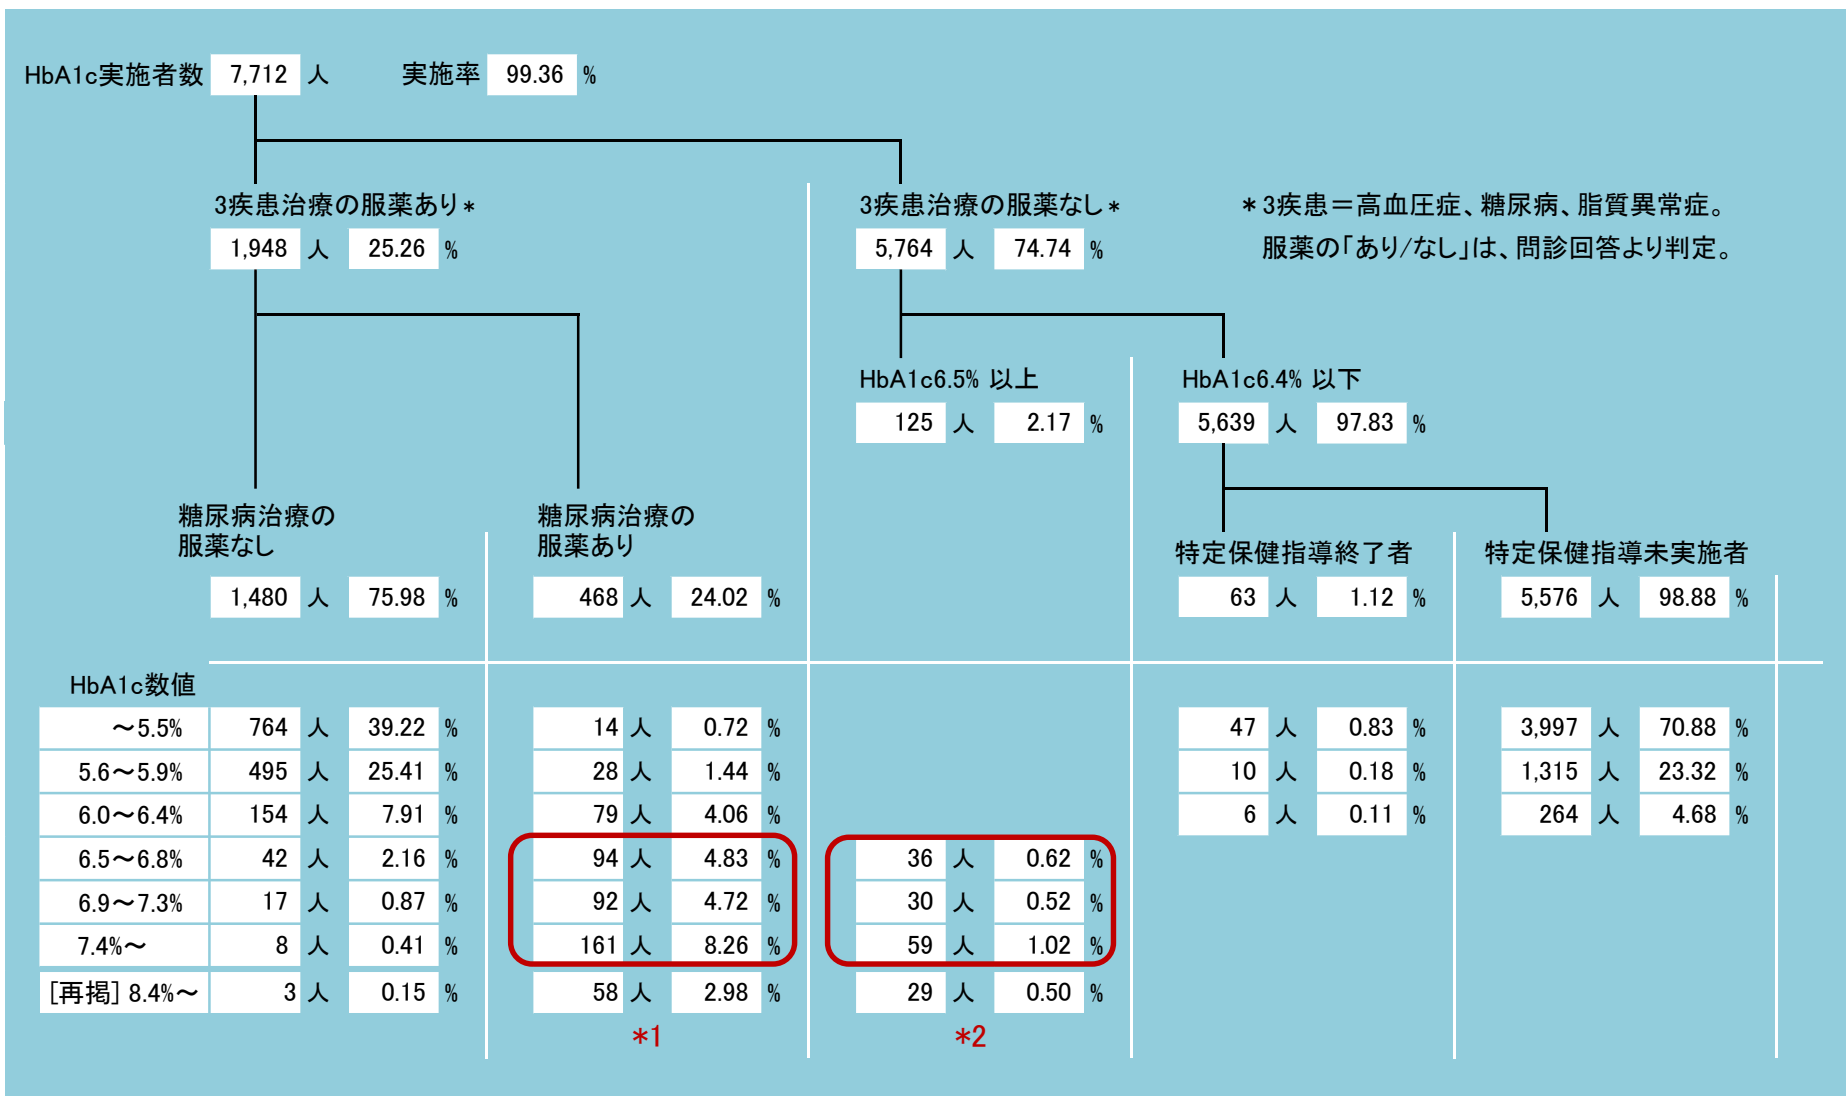 HbA1c実施者数 7,712 人 実施率 99.36 %
3疾患治療の服薬あり* 3疾患治療の服薬なし* *3疾患＝高血圧症、糖尿病、脂質異常症。
1,948 人 25.26 % 5,764 人 74.74 % 服薬の「あり/なし」は、問診回答より判定。
HbA1c6.5% 以上 HbA1c6.4% 以下
125 人 2.17 % 5,639 人 97.83 %
糖尿病治療の 糖尿病治療の
服薬なし 服薬あり 特定保健指導終了者 特定保健指導未実施者
1,480 人 75.98 % 468 人 24.02 % 63 人 1.12 % 5,576 人 98.88 %
HbA1c数値
～5.5% 764 人 39.22 % 14 人 0.72 % 47 人 0.83 % 3,997 人 70.88 %
5.6～5.9% 495 人 25.41 % 28 人 1.44 % 10 人 0.18 % 1,315 人 23.32 %
6.0～6.4% 154 人 7.91 % 79 人 4.06 % 6 人 0.11 % 264 人 4.68 %
6.5～6.8% 42 人 2.16 % 94 人 4.83 % 36 人 0.62 %
6.9～7.3% 17 人 0.87 % 92 人 4.72 % 30 人 0.52 %
7.4%～ 8 人 0.41 % 161 人 8.26 % 59 人 1.02 %
[再掲] 8.4%～ 3 人 0.15 % 58 人 2.98 % 29 人 0.50 %
*1 *2